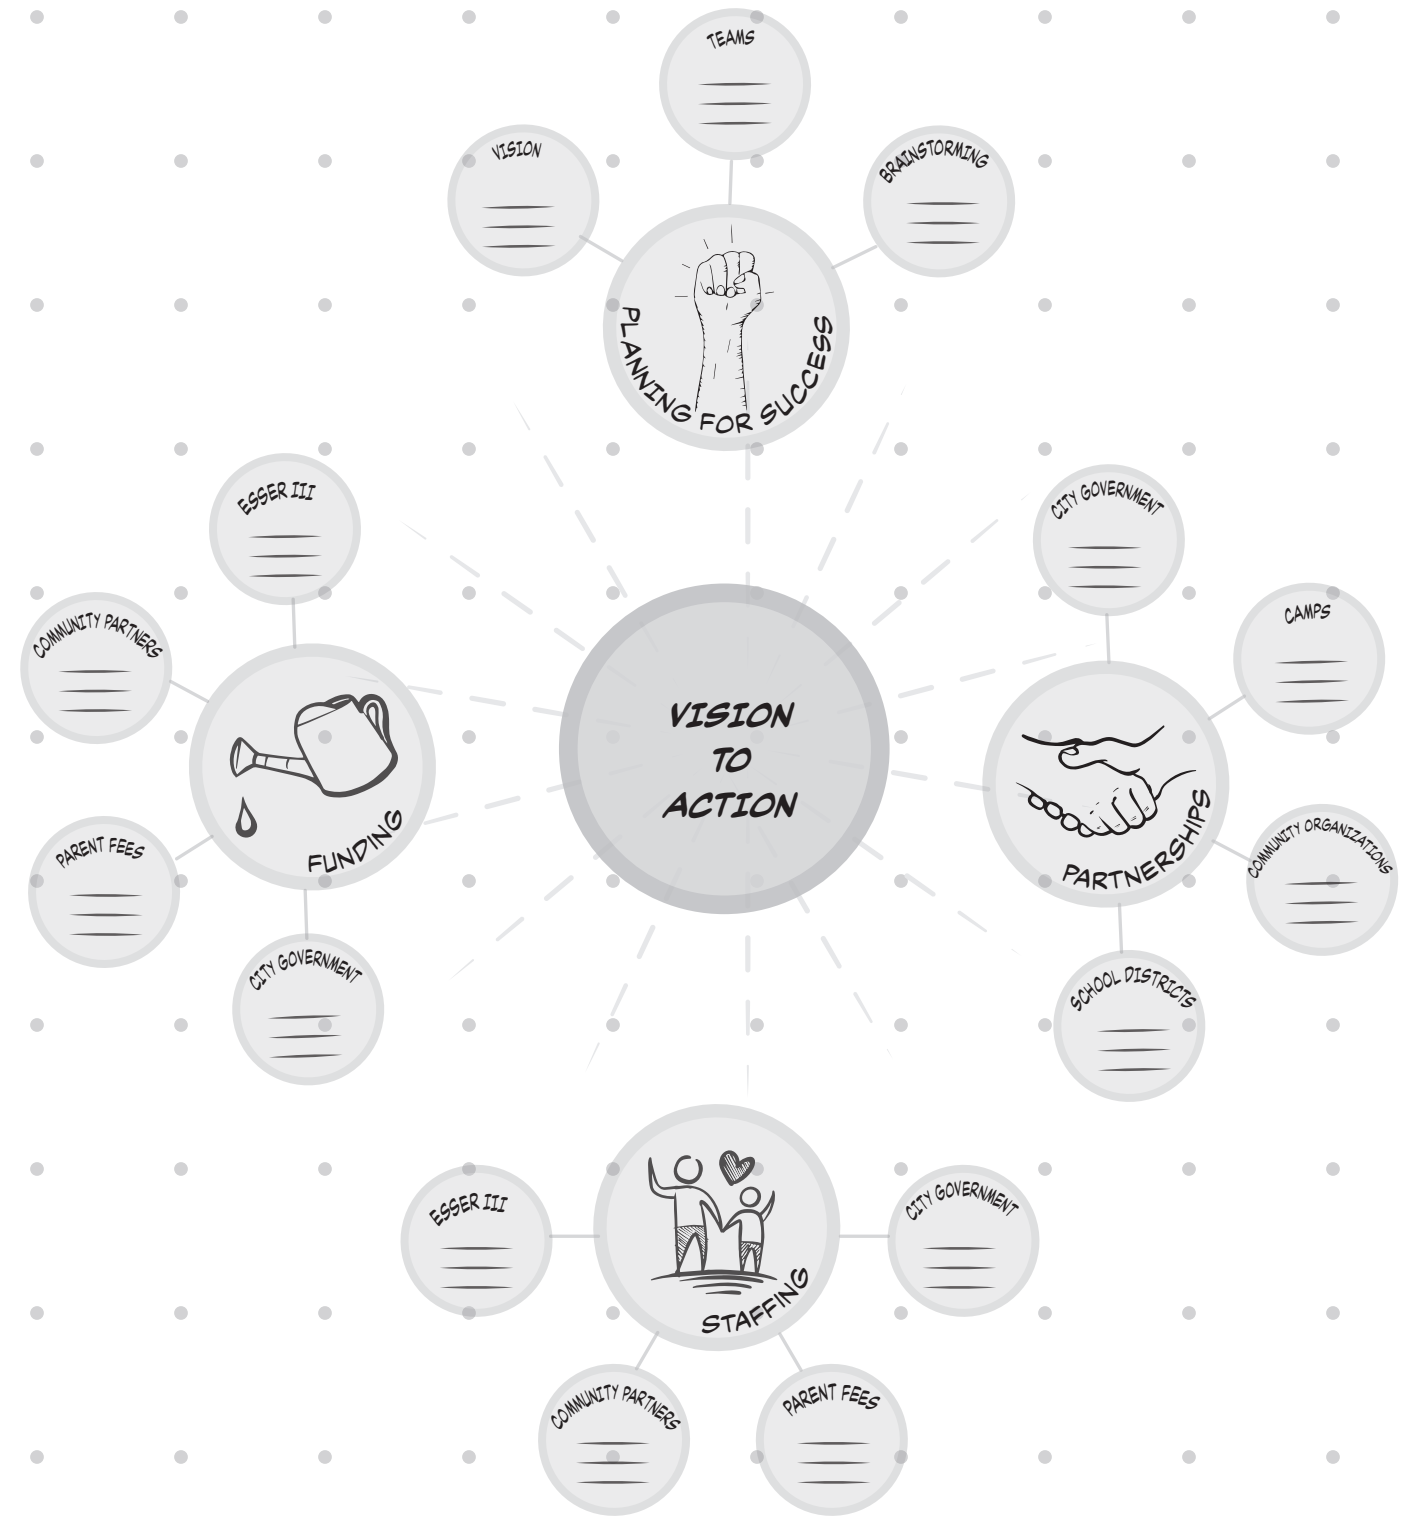 TEAMS
VISION
BRAINSTORMING
PLANNING FOR SUCCESS
ESSER III
COMMUNITY PARTNERS
PARENT FEES
CITY GOVERNMENT
FUNDING
VISION
TO
ACTION
CITY GOVERNMENT
CAMPS
COMMUNITY ORGANIZATIONS
SCHOOL DISTRICTS
PARTNERSHIPS
STAFFING
ESSER III
CITY GOVERNMENT
COMMUNITY PARTNERS
PARENT FEES